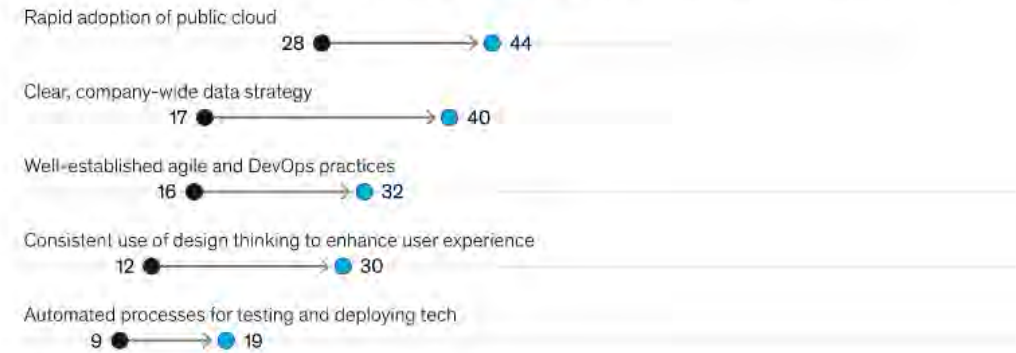 Rapid adoption of public cloud
28 44
Clear, company-wide data strategy
17 40
Well-established agile and DevOps practices
16 32
Consistent use of design thinking to enhance user experience
12 30
Automated processes for testing and deploying tech
9 19